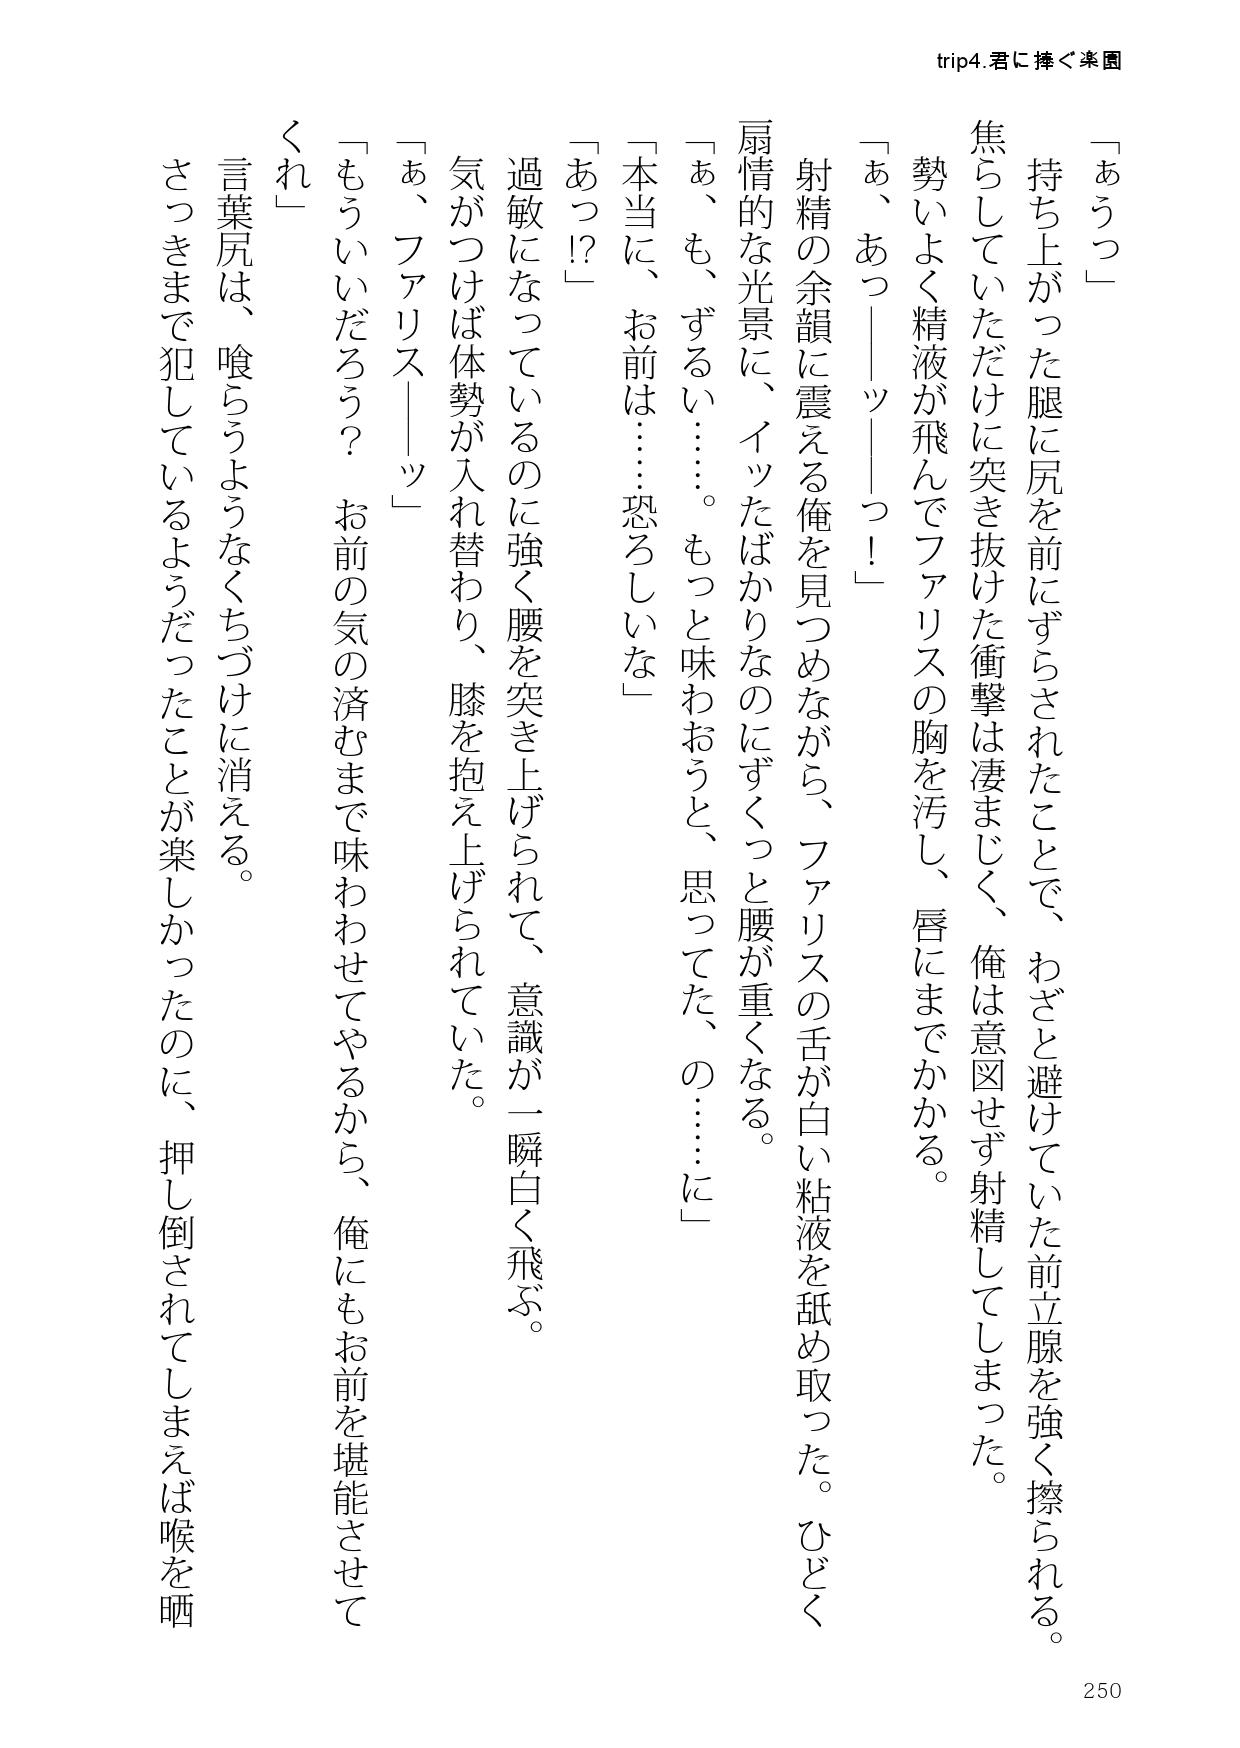 trip4.君に捧ぐ楽園
「あうっ」
持ち上がった腿に尻を前にずらされたことで、わざと避けていた前立腺を強く擦られる。
焦らしていただけに突き抜けた衝撃は凄まじく、俺は意図せず射精してしまった。
勢いよく精液が飛んでファリスの胸を汚し、唇にまでかかる。
「ぁ、あっ――ッ――っ！」
射精の余韻に震える俺を見つめながら、ファリスの舌が白い粘液を舐め取った。ひどく
扇情的な光景に、イッたばかりなのにずくっと腰が重くなる。
「ぁ、も、ずるい……。もっと味わおうと、思ってた、の……に」
「本当に、お前は……恐ろしいな」
「あっ!?」
過敏になっているのに強く腰を突き上げられて、意識が一瞬白く飛ぶ。
気がつけば体勢が入れ替わり、膝を抱え上げられていた。
「ぁ、ファリス――ッ」
「もういいだろう？　お前の気の済むまで味わわせてやるから、俺にもお前を堪能させて
くれ」
言葉尻は、喰らうようなくちづけに消える。
さっきまで犯しているようだったことが楽しかったのに、押し倒されてしまえば喉を晒
250